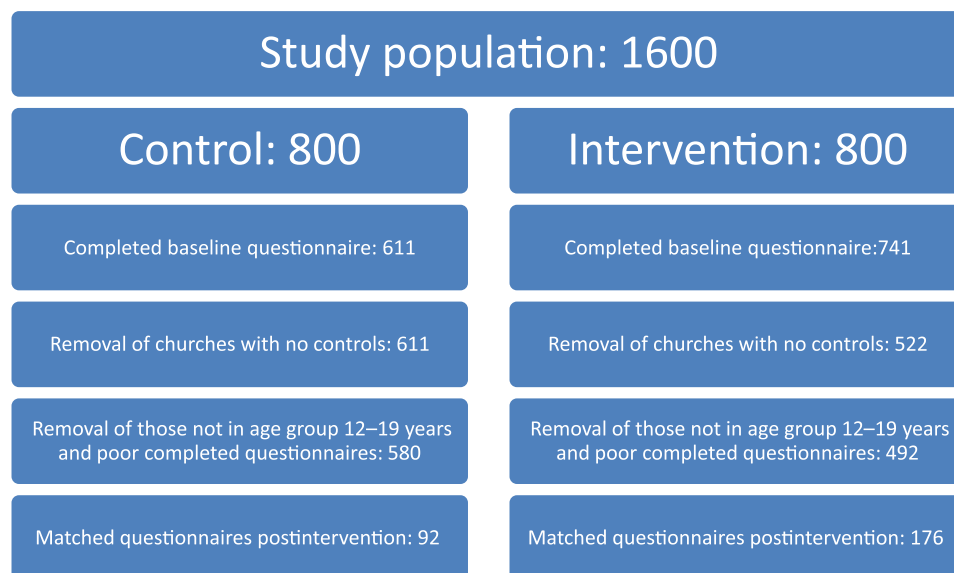 Study population: 1600
Control: 800
Intervention: 800
Completed baseline questionnaire: 611
Completed baseline questionnaire:741
Removal of churches with no controls: 611
Removal of churches with no controls: 522
Removal of those not in age group 12–19 years
and poor completed questionnaires: 580
Removal of those not in age group 12–19 years
and poor completed questionnaires: 492
Matched questionnaires postintervention: 92
Matched questionnaires postintervention: 176